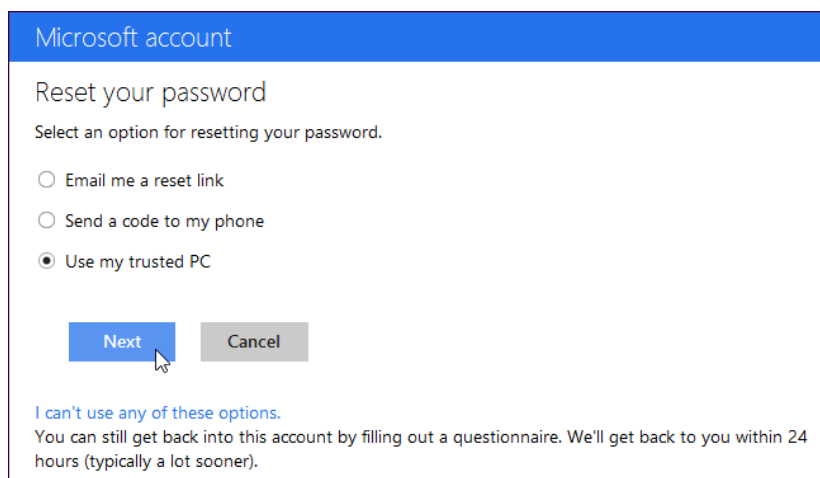 Microsoft account
Reset your password
Select an option for resetting your password.
Email me a reset link
Send a code to my phone
Use my trusted PC
Next Cancel
I can't use any of these options.
You can still get back into this account by filling out a questionnaire. We'll get back to you within 24
hours (typically a lot sooner).